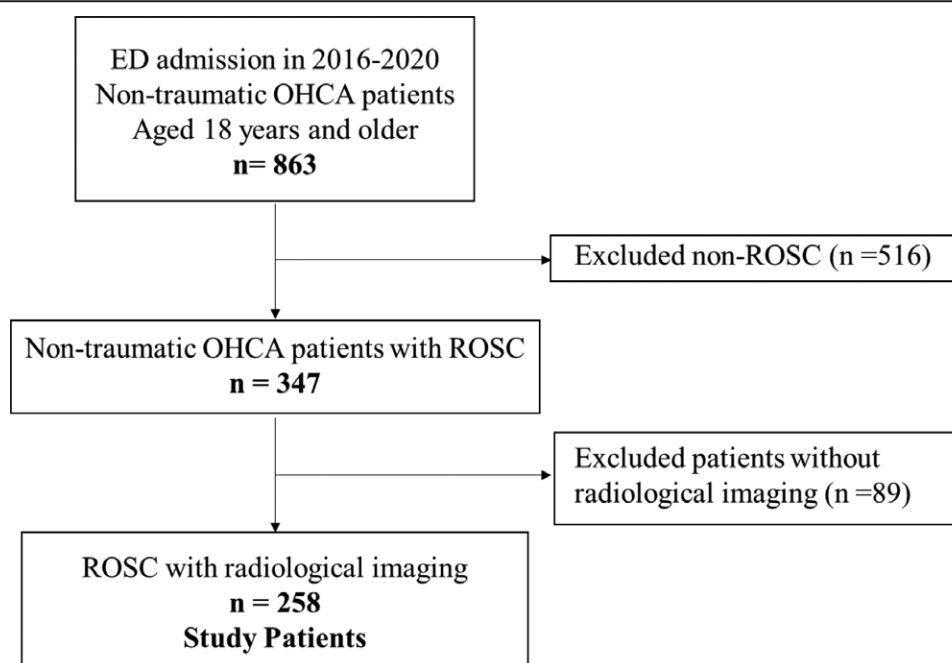 ED admission in 2016-2020
Non-traumatic OHCA patients
Aged 18 years and older
n= 863
Excluded non-ROSC (n =516)
Non-traumatic OHCA patients with ROSC
n = 347
Excluded patients without
radiological imaging (n =89)
ROSC with radiological imaging
n = 258
Study Patients